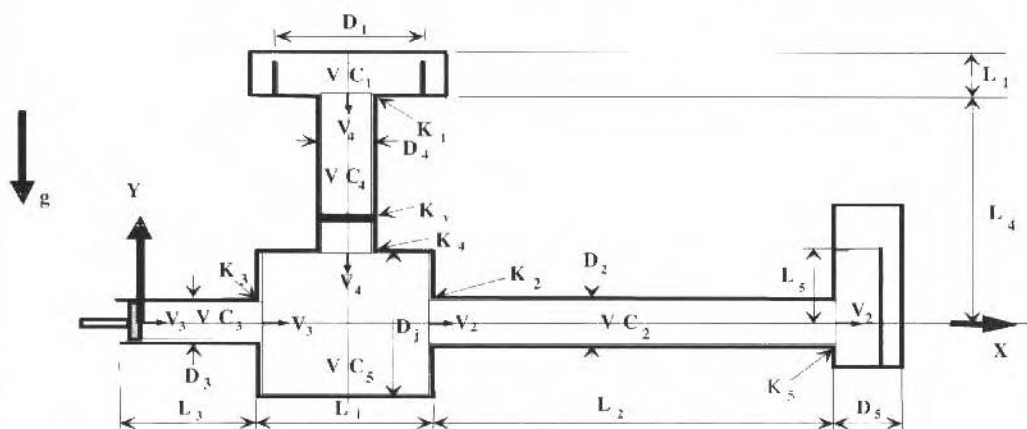 D₁
V C₁
L₁
V₄
K₁
D₄
g
Y
V C₄
Kᵥ
K₄
L₄
K₃
V₄
K₂
D₂
L₅
V₃
V C₃
V₃
Dⱼ
V₂
V C₂
V₂
X
D₃
V C₅
K₅
L₃
L₂
D₅